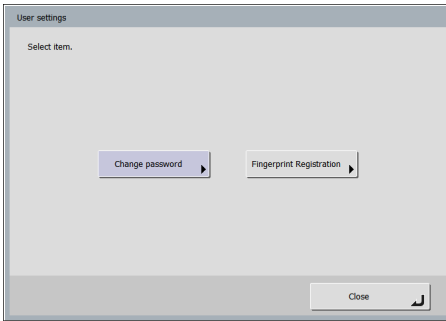 User settings
Select item.
Change password
Fingerprint Registration
Close